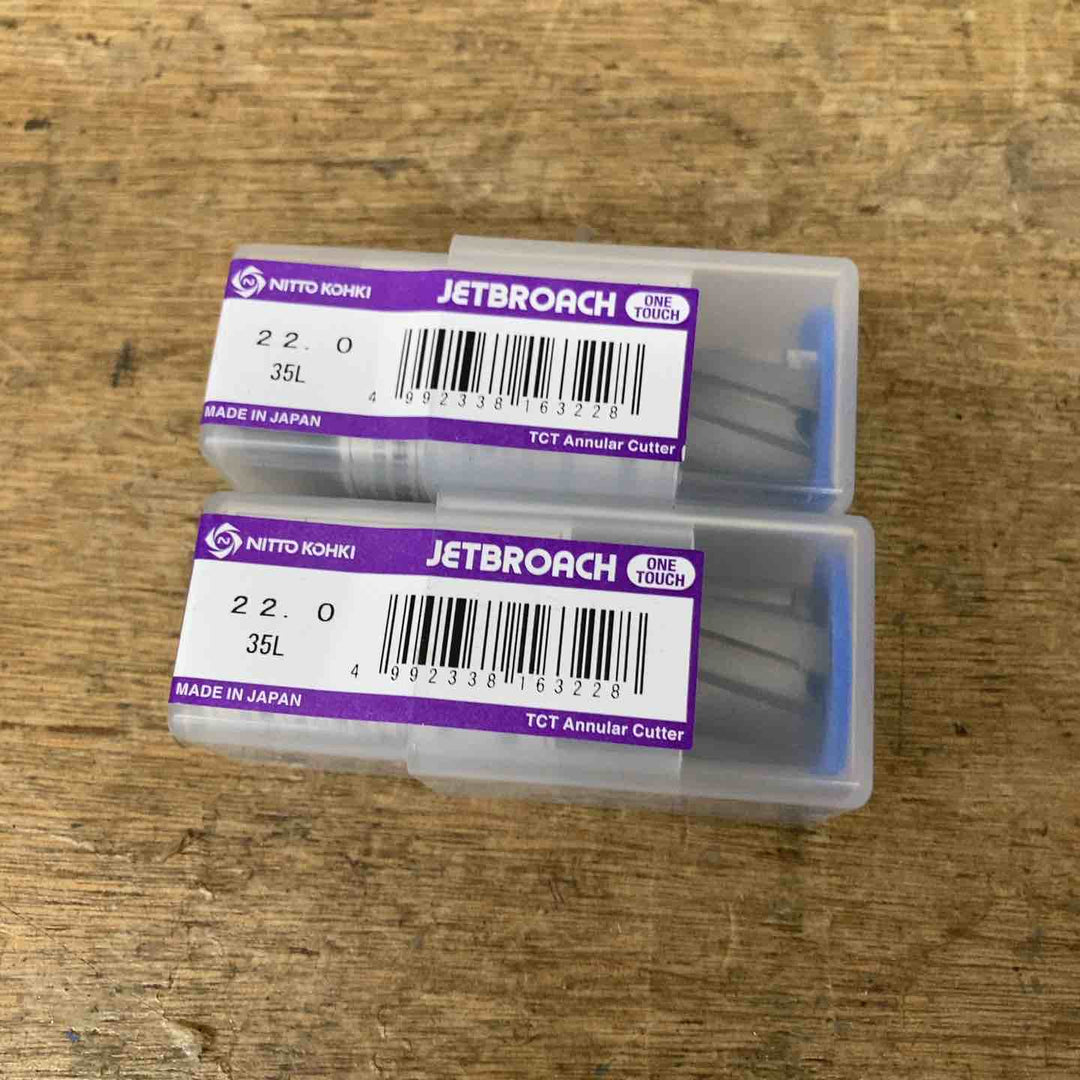 NITTO KOHKI JETBROACH ONE TOUCH
22.0
35L
4 992338 163228
MADE IN JAPAN
TCT Annular Cutter
NITTO KOHKI JETBROACH ONE TOUCH
22.0
35L
4 992338 163228
MADE IN JAPAN
TCT Annular Cutter